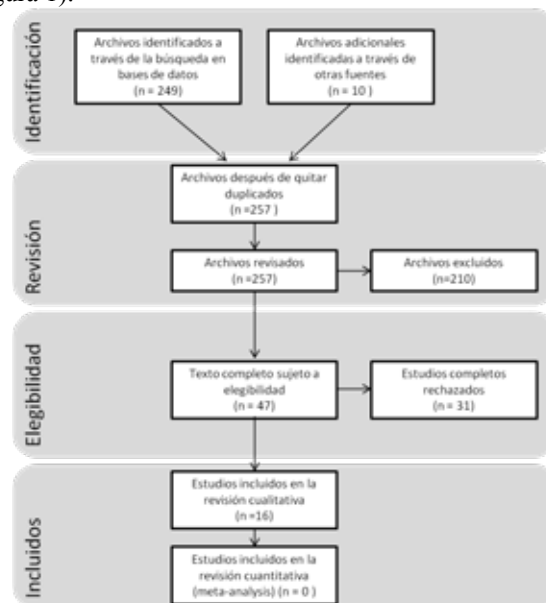 gura 1).
Identificación
Archivos identificados a
través de la búsqueda en
bases de datos
(n = 249)
Archivos adicionales
identificadas a través de
otras fuentes
(n = 10 )
Revisión
Archivos después de quitar
duplicados
(n =257 )
Archivos revisados
(n =257)
Archivos excluidos
(n=210)
Elegibilidad
Texto completo sujeto a
elegibilidad
(n = 47)
Estudios completos
rechazados
(n = 31)
Incluidos
Estudios incluidos en la
revisión cualitativa
(n =16)
Estudios incluidos en la
revisión cuantitativa
(meta-analysis) (n = 0 )